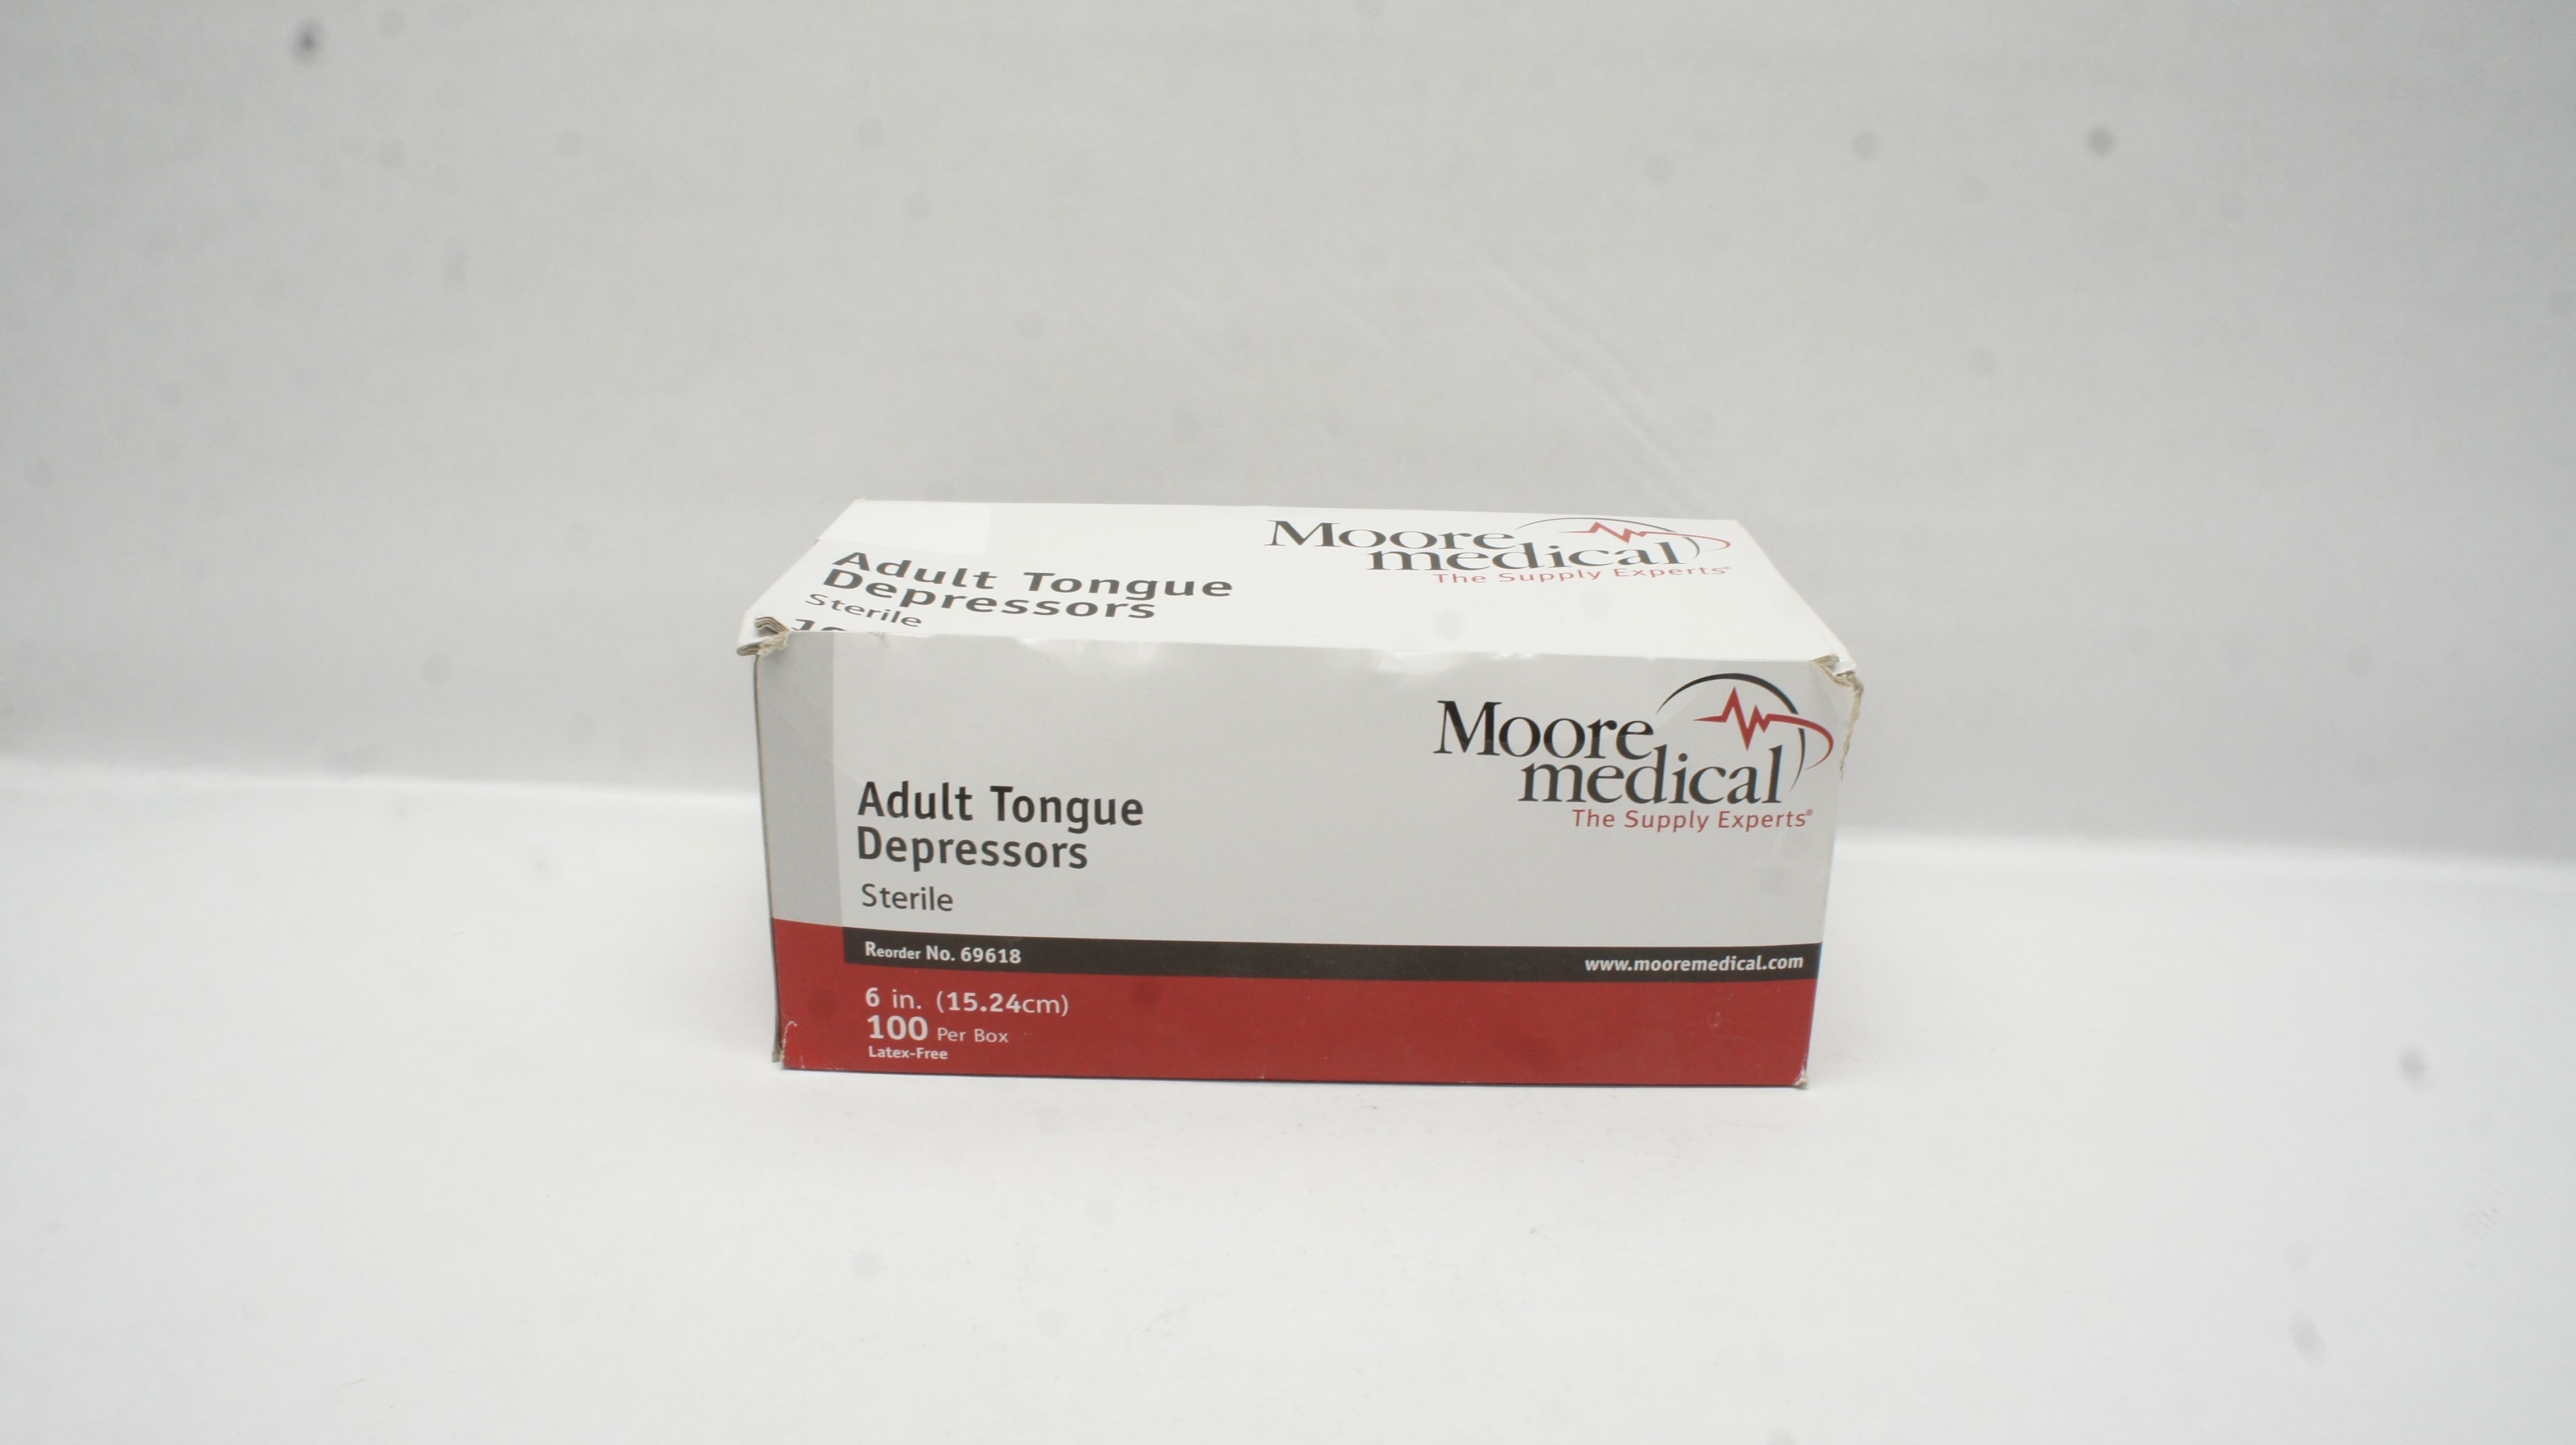 Moore
medical
The Supply Experts®
Adult Tongue
Depressors
Sterile
Moore
medical
The Supply Experts®
Adult Tongue
Depressors
Sterile
Reorder No. 69618
www.mooremedical.com
6 in. (15.24cm)
100 Per Box
Latex-Free